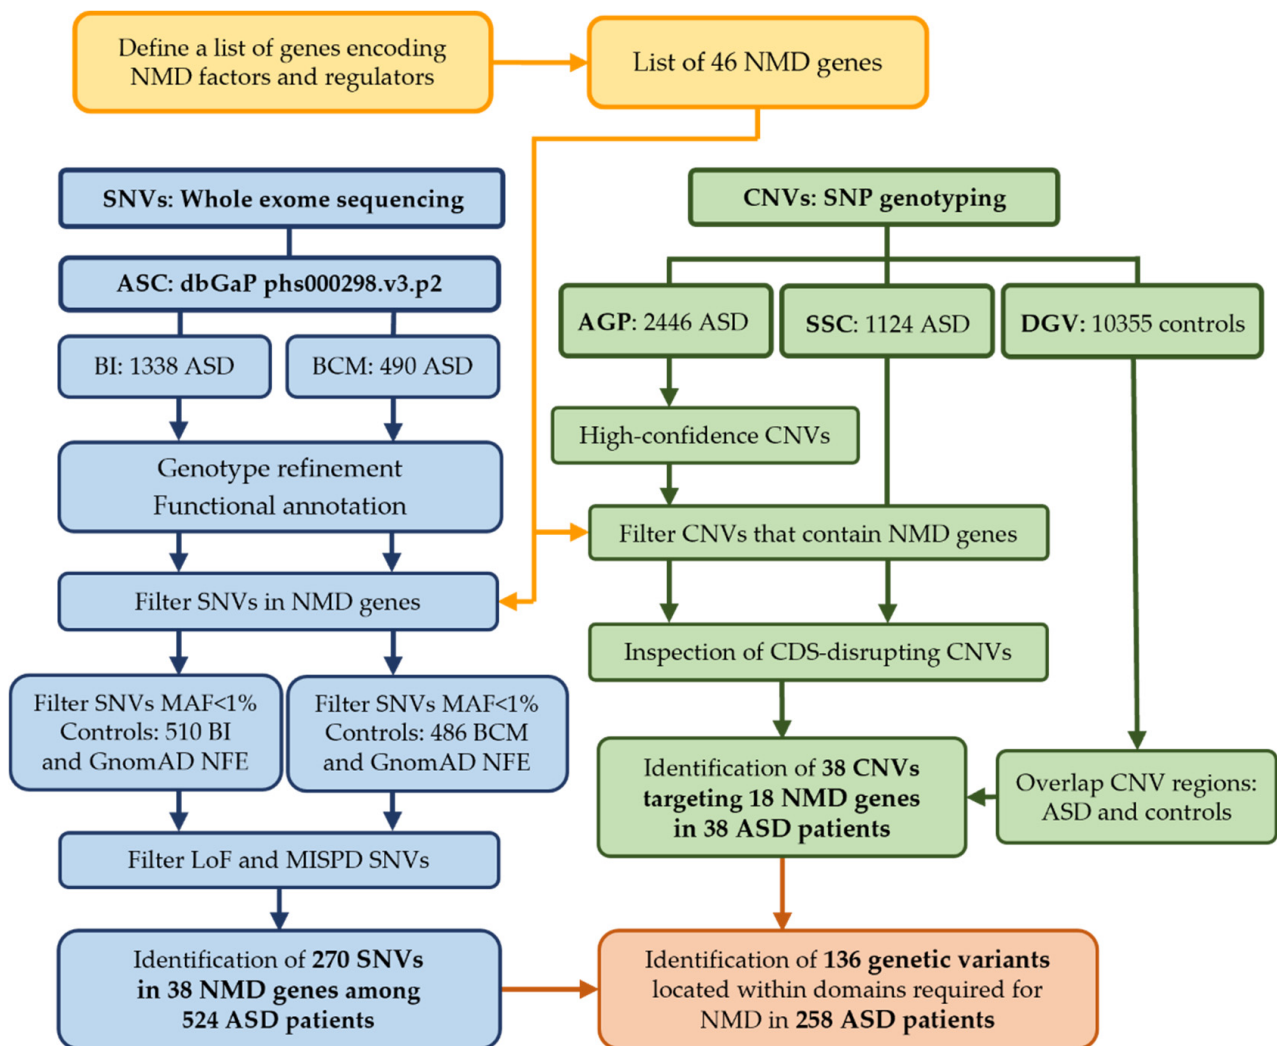 Define a list of genes encoding
NMD factors and regulators
List of 46 NMD genes
SNVs: Whole exome sequencing
ASC: dbGaP phs000298.v3.p2
BI: 1338 ASD
BCM: 490 ASD
Genotype refinement
Functional annotation
Filter SNVs in NMD genes
Filter SNVs MAF<1%
Controls: 510 BI
and GnomAD NFE
Filter SNVs MAF<1%
Controls: 486 BCM
and GnomAD NFE
Filter LoF and MISPD SNVs
Identification of 270 SNVs
in 38 NMD genes among
524 ASD patients
CNVs: SNP genotyping
AGP: 2446 ASD
SSC: 1124 ASD
DGV: 10355 controls
High-confidence CNVs
Filter CNVs that contain NMD genes
Inspection of CDS-disrupting CNVs
Identification of 38 CNVs
targeting 18 NMD genes
in 38 ASD patients
Overlap CNV regions:
ASD and controls
Identification of 136 genetic variants
located within domains required for
NMD in 258 ASD patients